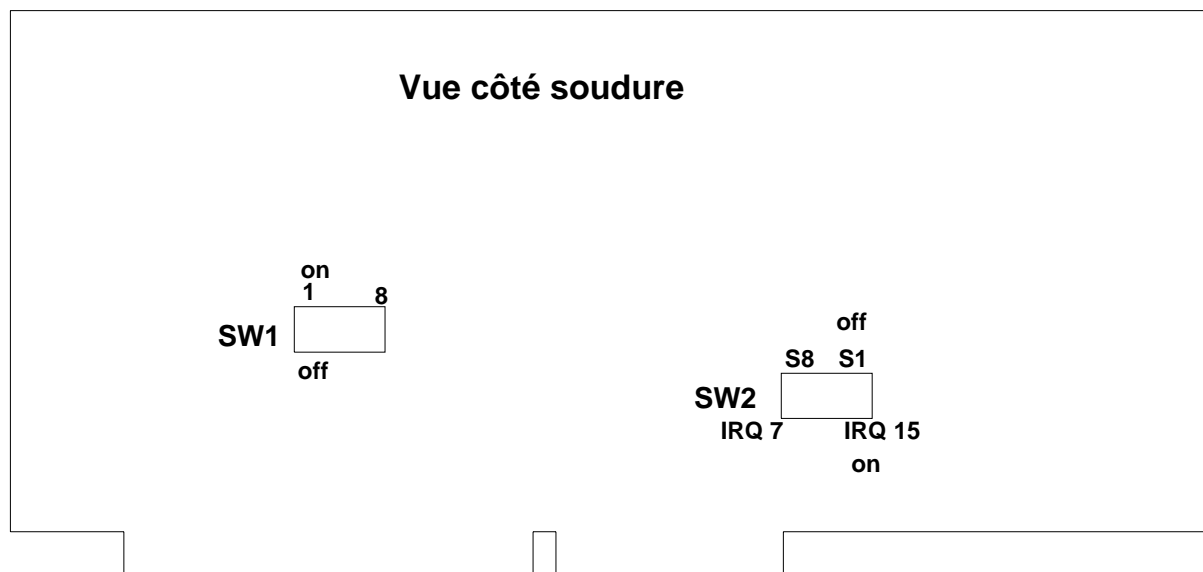 Vue côté soudure
on
1 8
SW1
off
off
S8 S1
SW2
IRQ 7 IRQ 15
on